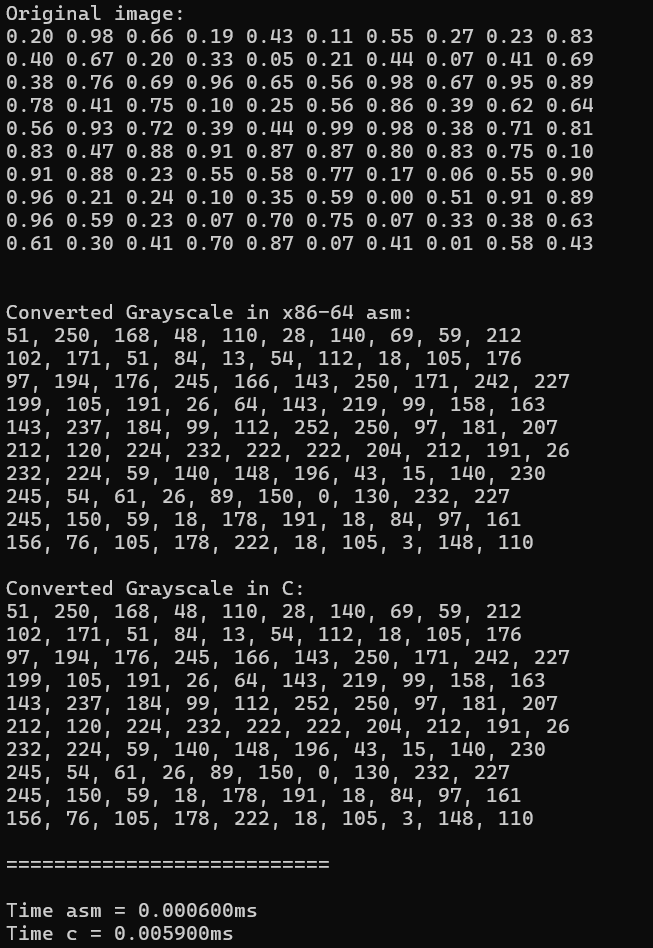 Original image:
0.20 0.98 0.66 0.19 0.43 0.11 0.55 0.27 0.23 0.83
0.40 0.67 0.20 0.33 0.05 0.21 0.44 0.07 0.41 0.69
0.38 0.76 0.69 0.96 0.65 0.56 0.98 0.67 0.95 0.89
0.78 0.41 0.75 0.10 0.25 0.56 0.86 0.39 0.62 0.64
0.56 0.93 0.72 0.39 0.44 0.99 0.98 0.38 0.71 0.81
0.83 0.47 0.88 0.91 0.87 0.87 0.80 0.83 0.75 0.10
0.91 0.88 0.23 0.55 0.58 0.77 0.17 0.06 0.55 0.90
0.96 0.21 0.24 0.10 0.35 0.59 0.00 0.51 0.91 0.89
0.96 0.59 0.23 0.07 0.70 0.75 0.07 0.33 0.38 0.63
0.61 0.30 0.41 0.70 0.87 0.07 0.41 0.01 0.58 0.43
Converted Grayscale in x86-64 asm:
51, 250, 168, 48, 110, 28, 140, 69, 59, 212
102, 171, 51, 84, 13, 54, 112, 18, 105, 176
97, 194, 176, 245, 166, 143, 250, 171, 242, 227
199, 105, 191, 26, 64, 143, 219, 99, 158, 163
143, 237, 184, 99, 112, 252, 250, 97, 181, 207
212, 120, 224, 232, 222, 222, 204, 212, 191, 26
232, 224, 59, 140, 148, 196, 43, 15, 140, 230
245, 54, 61, 26, 89, 150, 0, 130, 232, 227
245, 150, 59, 18, 178, 191, 18, 84, 97, 161
156, 76, 105, 178, 222, 18, 105, 3, 148, 110
Converted Grayscale in C:
51, 250, 168, 48, 110, 28, 140, 69, 59, 212
102, 171, 51, 84, 13, 54, 112, 18, 105, 176
97, 194, 176, 245, 166, 143, 250, 171, 242, 227
199, 105, 191, 26, 64, 143, 219, 99, 158, 163
143, 237, 184, 99, 112, 252, 250, 97, 181, 207
212, 120, 224, 232, 222, 222, 204, 212, 191, 26
232, 224, 59, 140, 148, 196, 43, 15, 140, 230
245, 54, 61, 26, 89, 150, 0, 130, 232, 227
245, 150, 59, 18, 178, 191, 18, 84, 97, 161
156, 76, 105, 178, 222, 18, 105, 3, 148, 110
===========================
Time asm = 0.000600ms
Time c = 0.005900ms